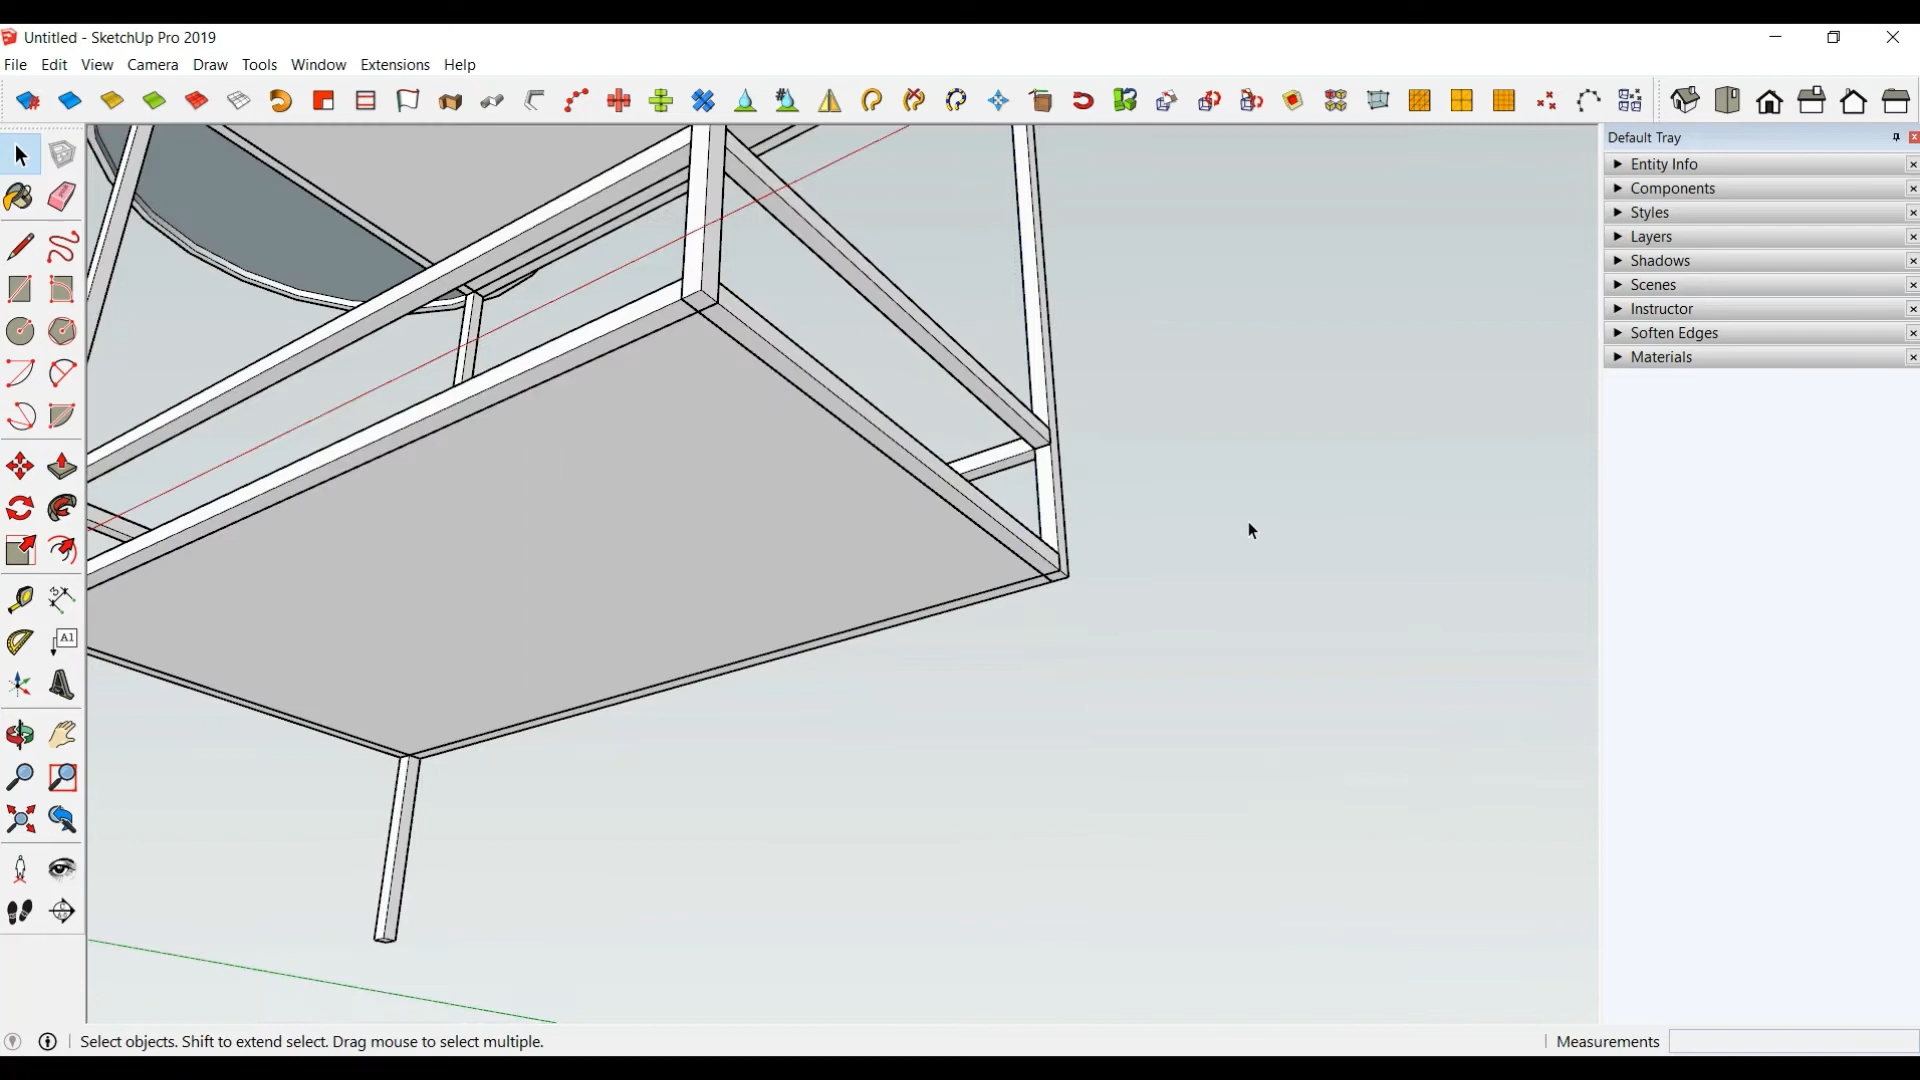 Untitled - SketchUp Pro 2019
File Edit View Camera Draw Tools Window Extensions Help
Default Tray
Entity Info
Components
Styles
Layers
Shadows
Scenes
Instructor
Soften Edges
Materials
A1
Select objects. Shift to extend select. Drag mouse to select multiple.
Measurements